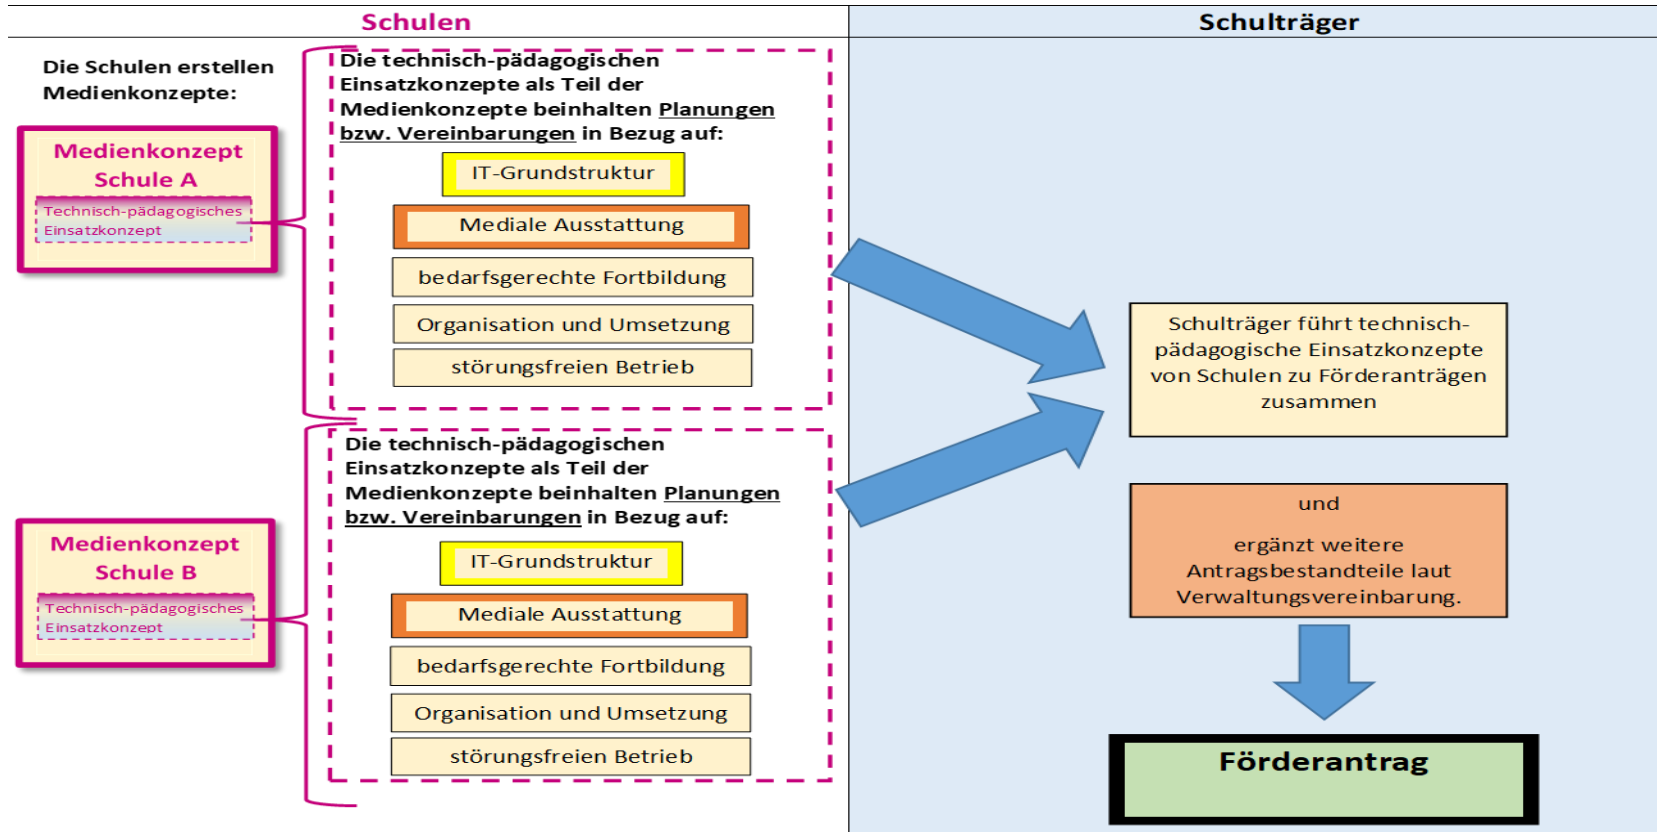 Schulen
Schulträger
Die Schulen erstellen
Medienkonzepte:
Medienkonzept
Schule A
Technisch-pädagogisches
Einsatzkonzept
Die technisch-pädagogischen
Einsatzkonzepte als Teil der
Medienkonzepte beinhalten Planungen
bzw. Vereinbarungen in Bezug auf:
IT-Grundstruktur
Mediale Ausstattung
bedarfsgerechte Fortbildung
Organisation und Umsetzung
störungsfreien Betrieb
Medienkonzept
Schule B
Technisch-pädagogisches
Einsatzkonzept
Die technisch-pädagogischen
Einsatzkonzepte als Teil der
Medienkonzepte beinhalten Planungen
bzw. Vereinbarungen in Bezug auf:
IT-Grundstruktur
Mediale Ausstattung
bedarfsgerechte Fortbildung
Organisation und Umsetzung
störungsfreien Betrieb
Schulträger führt technisch-
pädagogische Einsatzkonzepte
von Schulen zu Förderanträgen
zusammen
und
ergänzt weitere
Antragsbestandteile laut
Verwaltungsvereinbarung.
Förderantrag